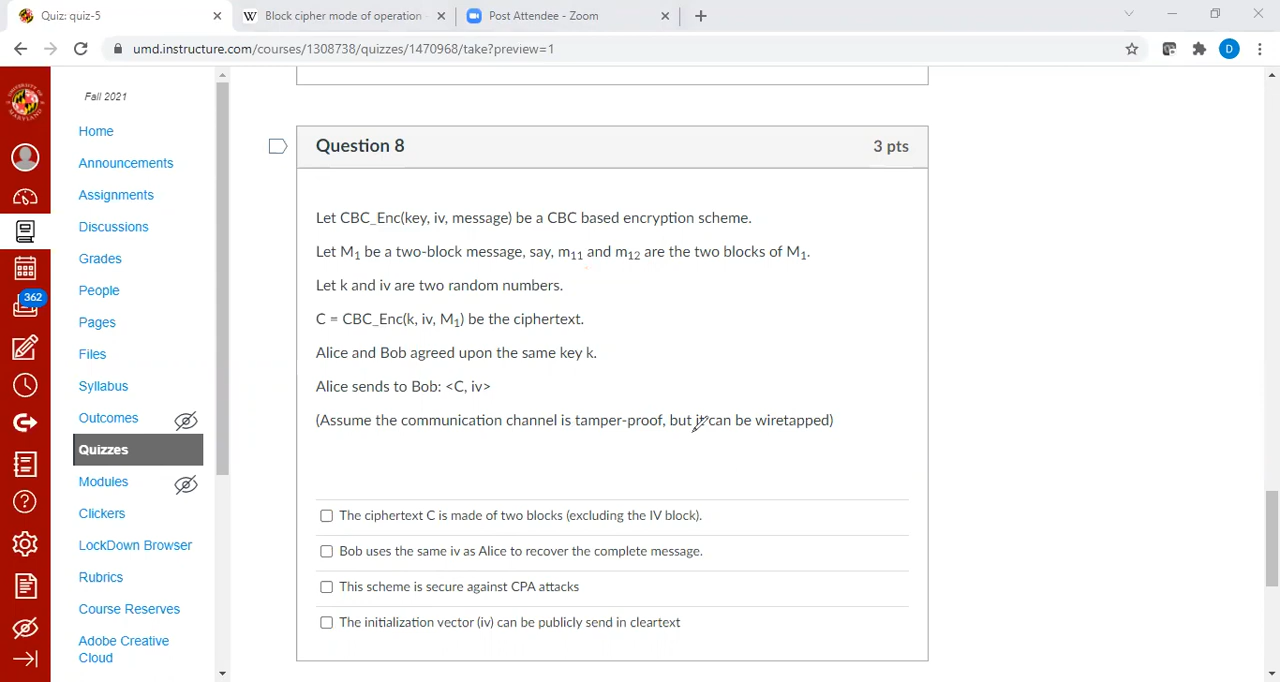 Quiz: quiz-5
Block cipher mode of operation -
Post Attendee - Zoom
umd.instructure.com/courses/1308738/quizzes/1470968/take?preview=1
D
Fall 2021
Home
Announcements
Assignments
Discussions
Grades
People
362
Pages
Files
Syllabus
Outcomes
Quizzes
Modules
Clickers
LockDown Browser
Rubrics
Course Reserves
Adobe Creative
Cloud
Question 8
3 pts
Let CBC_Enc(key, iv, message) be a CBC based encryption scheme.
Let M₁ be a two-block message, say, m₁₁ and m₁₂ are the two blocks of M₁.
Let k and iv are two random numbers.
C = CBC_Enc(k, iv, M₁) be the ciphertext.
Alice and Bob agreed upon the same key k.
Alice sends to Bob: <C, iv>
(Assume the communication channel is tamper-proof, but it can be wiretapped)
The ciphertext C is made of two blocks (excluding the IV block).
Bob uses the same iv as Alice to recover the complete message.
This scheme is secure against CPA attacks
The initialization vector (iv) can be publicly send in cleartext